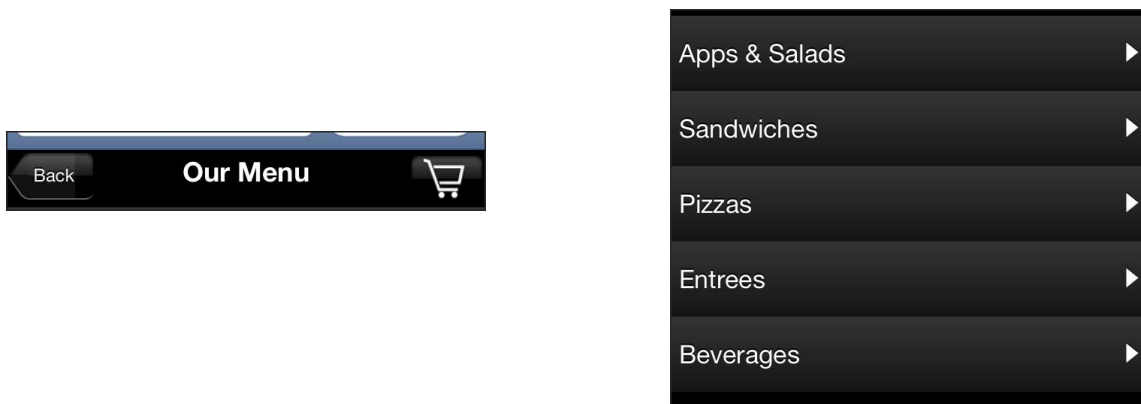 Back
Our Menu
Apps & Salads
Sandwiches
Pizzas
Entrees
Beverages